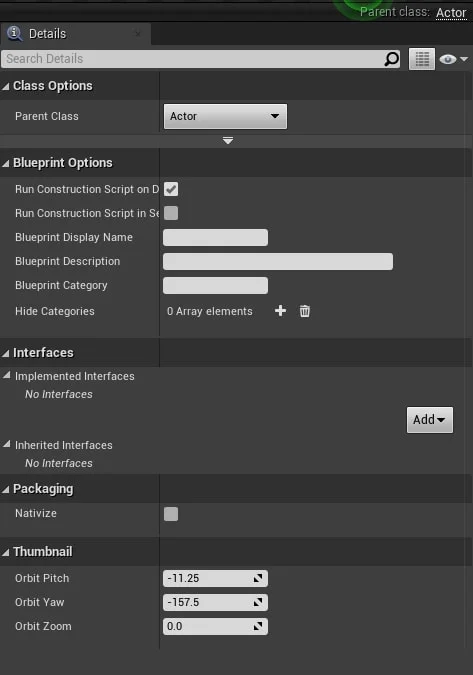 Parent class: Actor
Details
Search Details
Class Options
Parent Class Actor
Blueprint Options
Run Construction Script on D
Run Construction Script in Se
Blueprint Display Name
Blueprint Description
Blueprint Category
Hide Categories 0 Array elements
Interfaces
Implemented Interfaces
No Interfaces
Add
Inherited Interfaces
No Interfaces
Packaging
Nativize
Thumbnail
Orbit Pitch -11.25
Orbit Yaw -157.5
Orbit Zoom 0.0